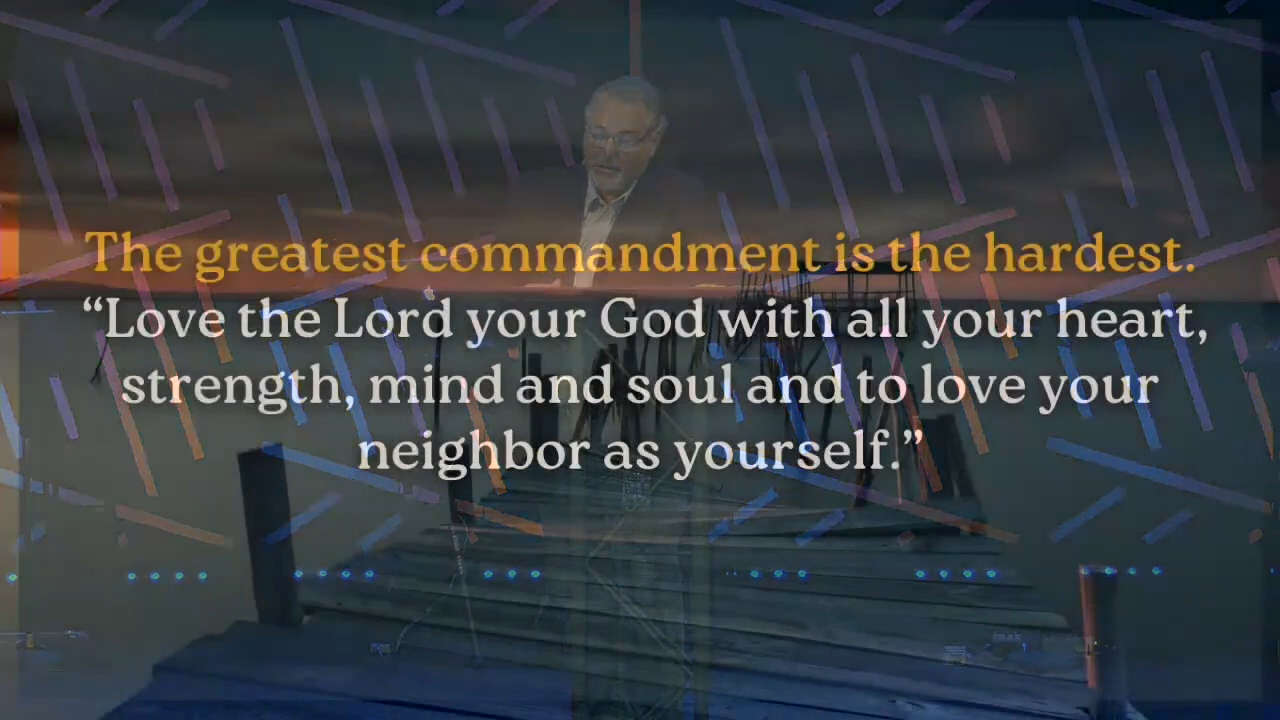 The greatest commandment is the hardest.
“Love the Lord your God with all your heart,
strength, mind and soul and to love your
neighbor as yourself.”